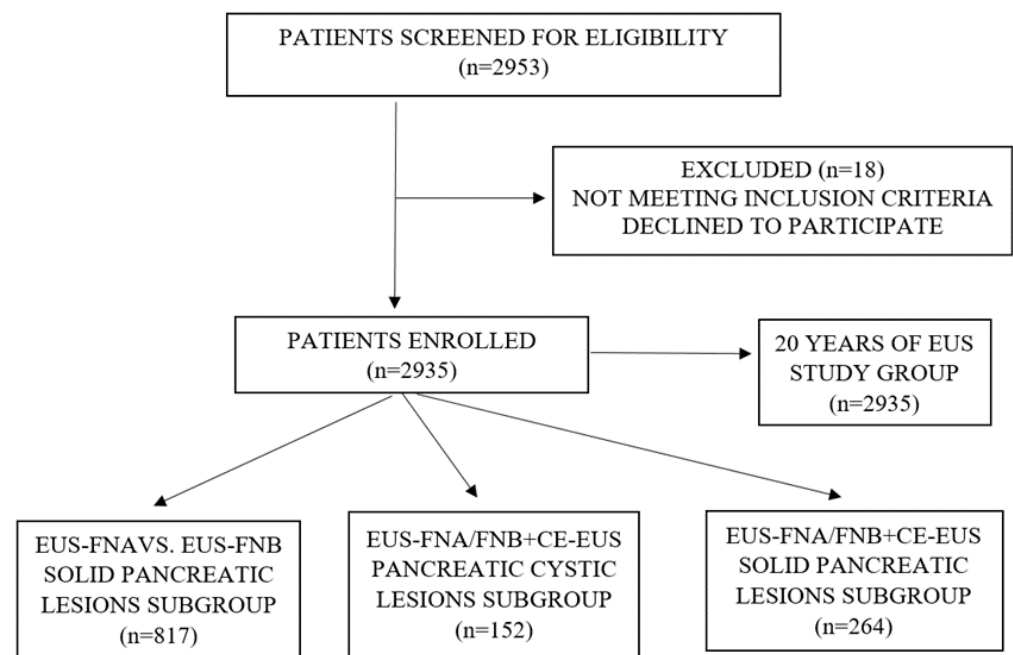 PATIENTS SCREENED FOR ELIGIBILITY
(n=2953)
EXCLUDED (n=18)
NOT MEETING INCLUSION CRITERIA
DECLINED TO PARTICIPATE
PATIENTS ENROLLED
(n=2935)
20 YEARS OF EUS
STUDY GROUP
(n=2935)
EUS-FNAVS. EUS-FNB
SOLID PANCREATIC
LESIONS SUBGROUP
(n=817)
EUS-FNA/FNB+CE-EUS
PANCREATIC CYSTIC
LESIONS SUBGROUP
(n=152)
EUS-FNA/FNB+CE-EUS
SOLID PANCREATIC
LESIONS SUBGROUP
(n=264)